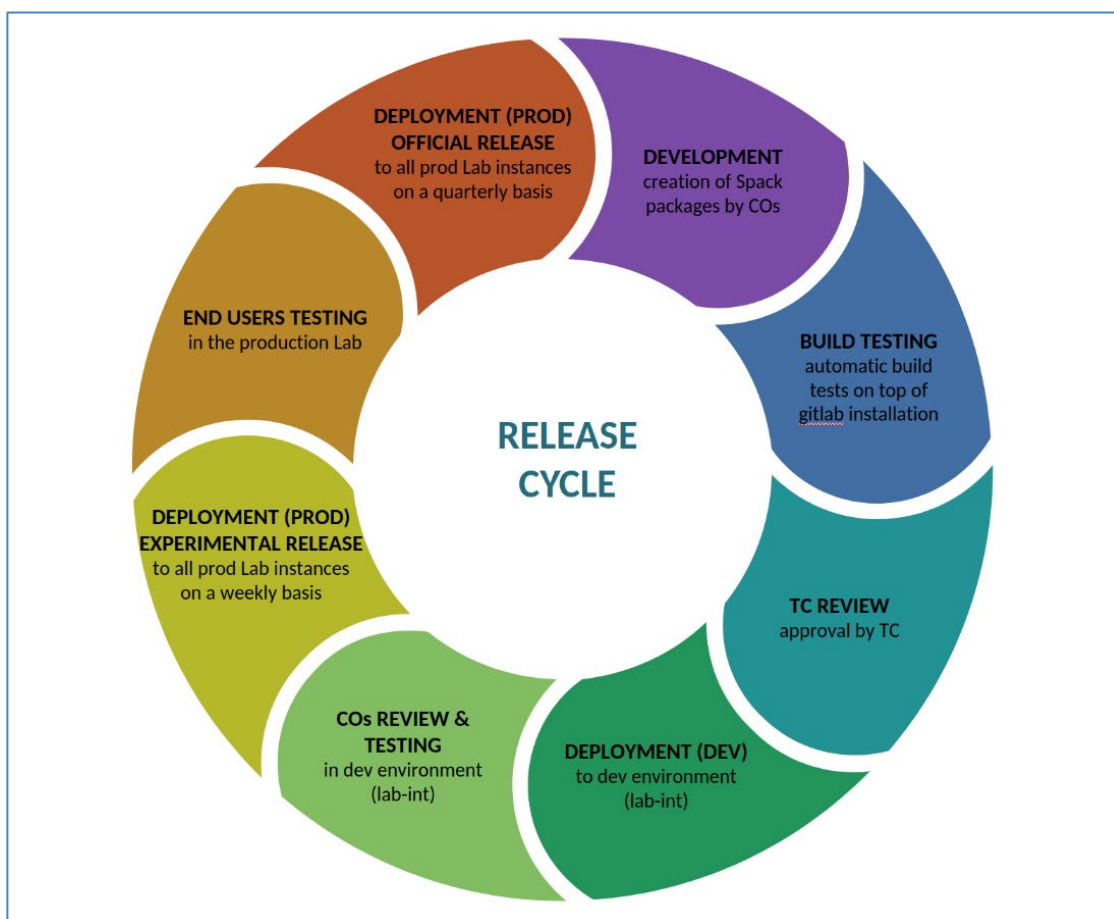 RELEASE
CYCLE
DEVELOPMENT
creation of Spack
packages by COs
BUILD TESTING
automatic build
tests on top of
gitlab installation
TC REVIEW
approval by TC
DEPLOYMENT (DEV)
to dev environment
(lab-int)
COs REVIEW &
TESTING
in dev environment
(lab-int)
DEPLOYMENT (PROD)
EXPERIMENTAL RELEASE
to all prod Lab instances
on a weekly basis
END USERS TESTING
in the production Lab
DEPLOYMENT (PROD)
OFFICIAL RELEASE
to all prod Lab instances
on a quarterly basis